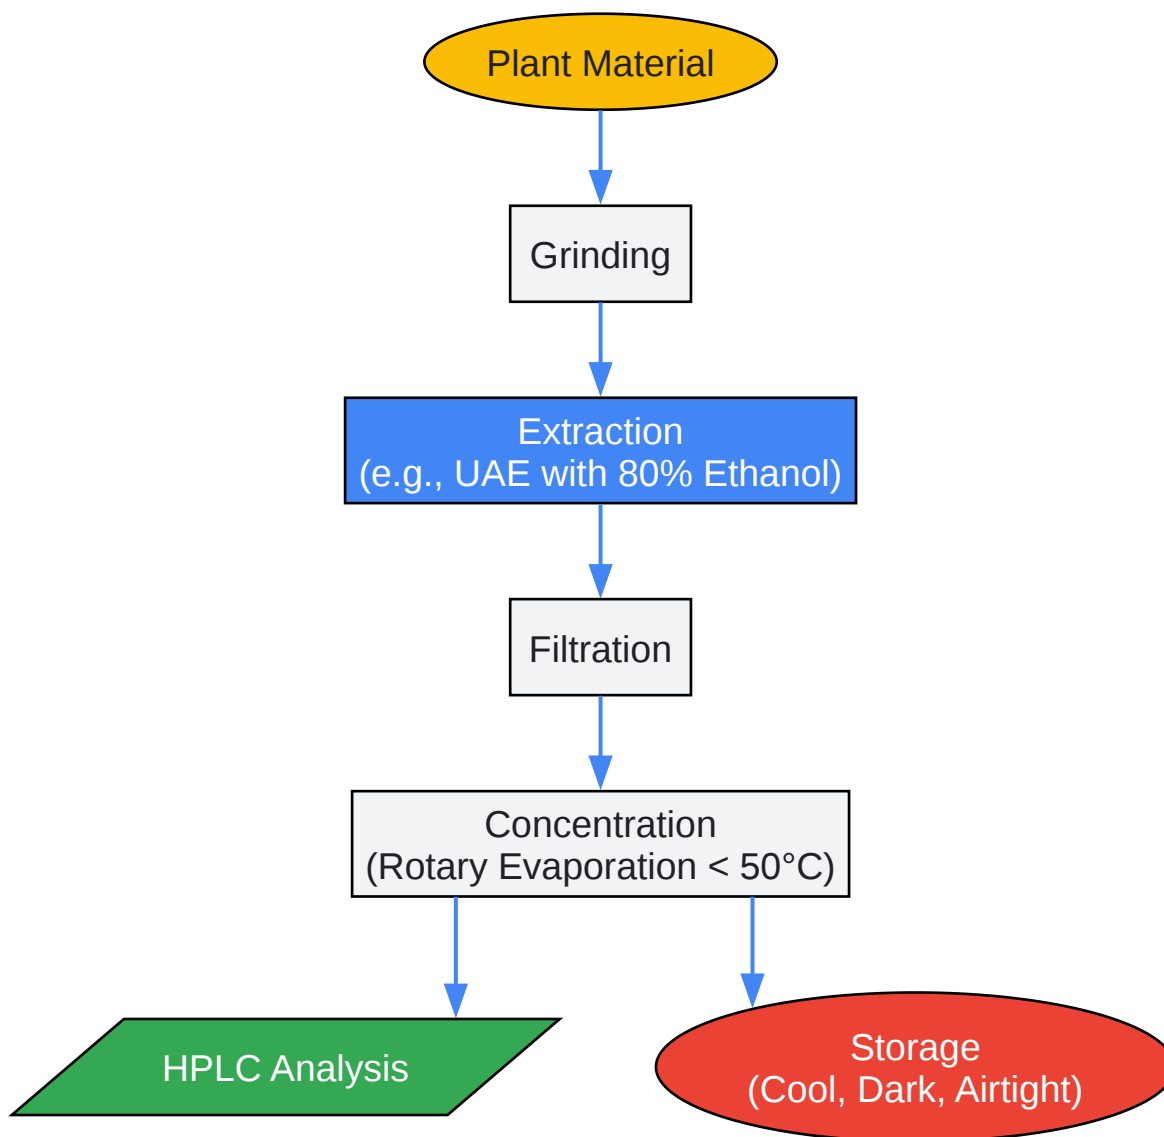 Plant Material
Grinding
Extraction
(e.g., UAE with 80% Ethanol)
Filtration
Concentration
(Rotary Evaporation < 50°C)
HPLC Analysis
Storage
(Cool, Dark, Airtight)